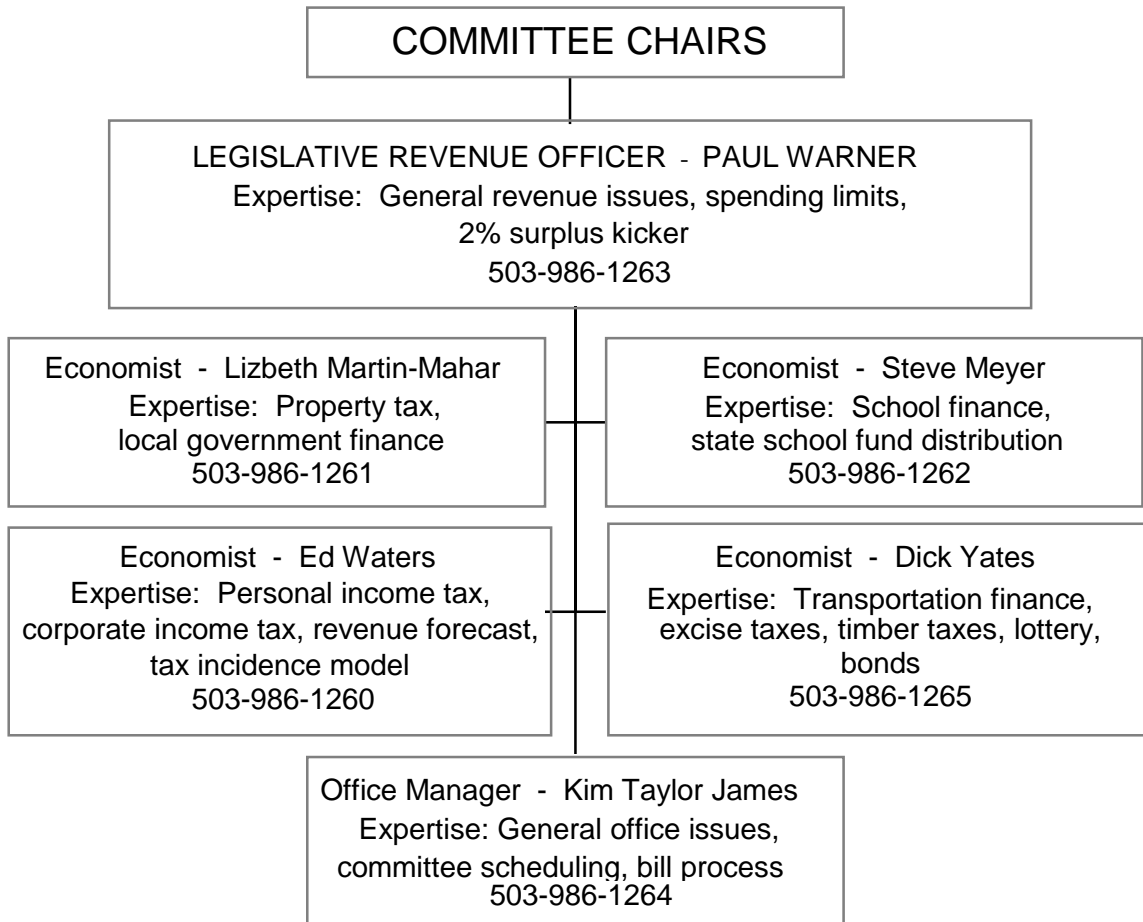 COMMITTEE CHAIRS
LEGISLATIVE REVENUE OFFICER - PAUL WARNER
Expertise: General revenue issues, spending limits,
2% surplus kicker
503-986-1263
Economist - Lizbeth Martin-Mahar
Expertise: Property tax,
local government finance
503-986-1261
Economist - Steve Meyer
Expertise: School finance,
state school fund distribution
503-986-1262
Economist - Ed Waters
Expertise: Personal income tax,
corporate income tax, revenue forecast,
tax incidence model
503-986-1260
Economist - Dick Yates
Expertise: Transportation finance,
excise taxes, timber taxes, lottery,
bonds
503-986-1265
Office Manager - Kim Taylor James
Expertise: General office issues,
committee scheduling, bill process
503-986-1264